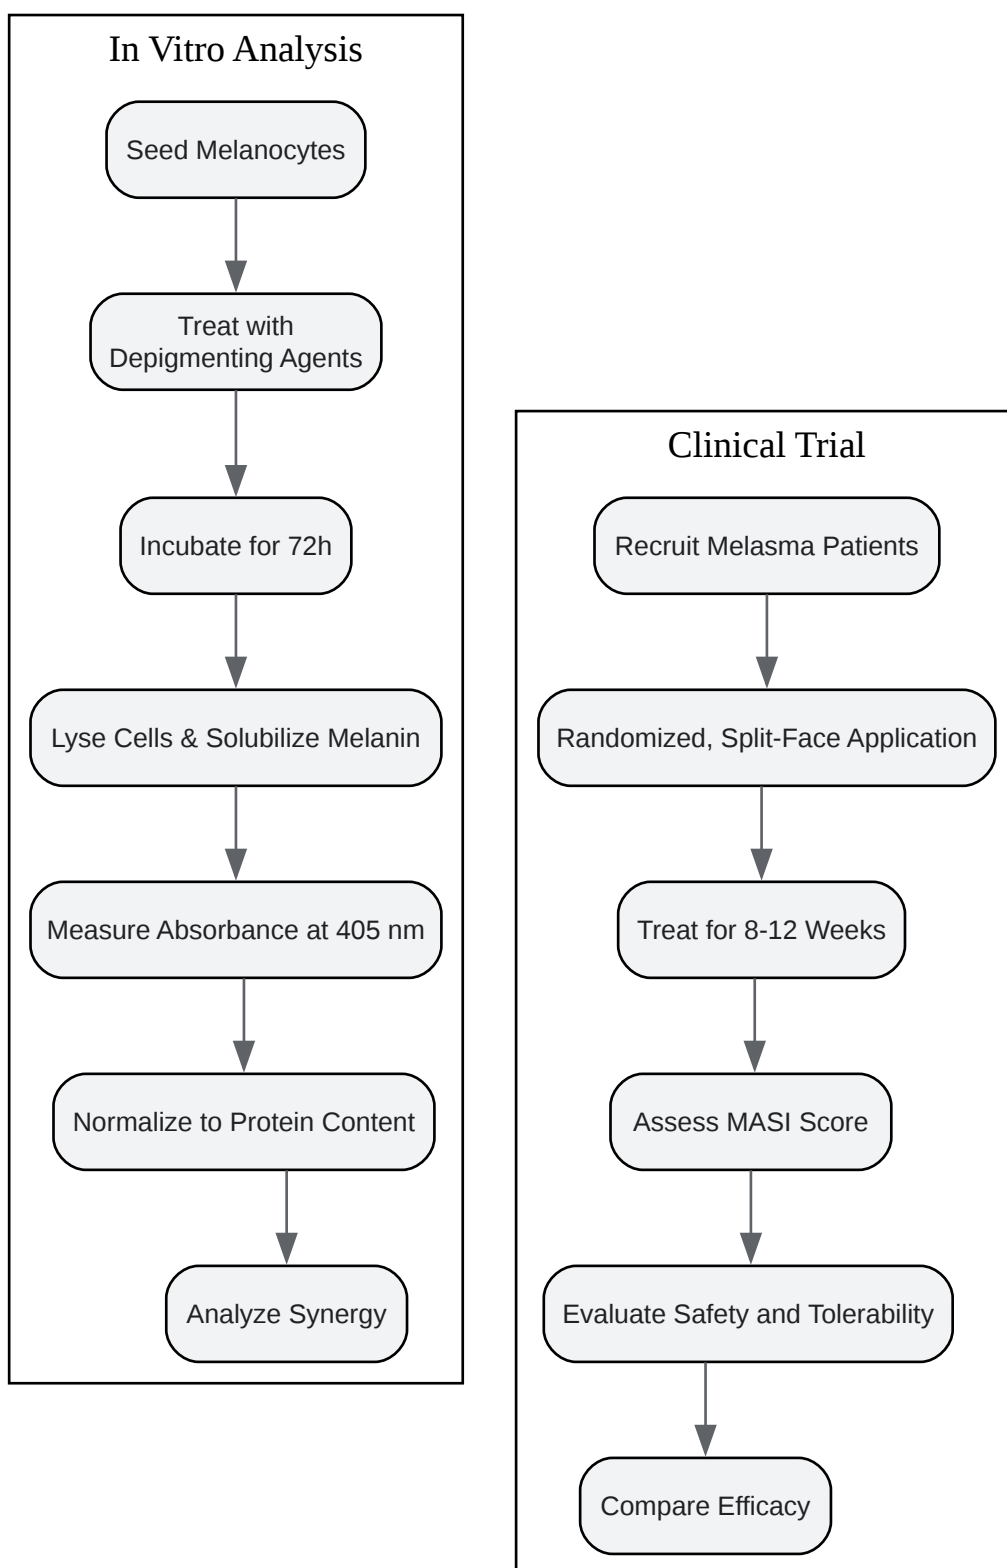 In Vitro Analysis
Seed Melanocytes
Treat with
Depigmenting Agents
Incubate for 72h
Lyse Cells & Solubilize Melanin
Measure Absorbance at 405 nm
Normalize to Protein Content
Analyze Synergy
Clinical Trial
Recruit Melasma Patients
Randomized, Split-Face Application
Treat for 8-12 Weeks
Assess MASI Score
Evaluate Safety and Tolerability
Compare Efficacy